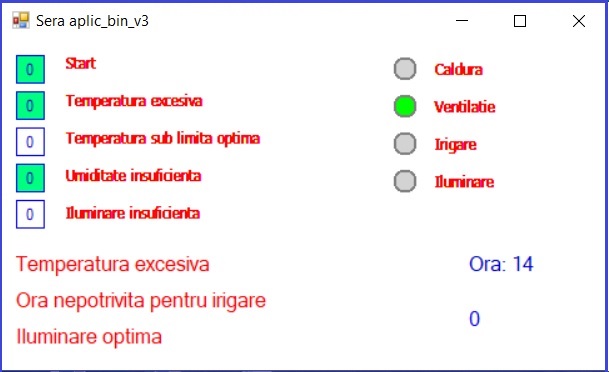 Sera aplic_bin_v3
0 Start
0 Temperatura excesiva
0 Temperatura sub limita optima
0 Umiditate insuficienta
0 Iluminare insuficienta
Caldura
Ventilatie
Irigare
Iluminare
Temperatura excesiva
Ora: 14
Ora nepotrivita pentru irigare
0
Iluminare optima